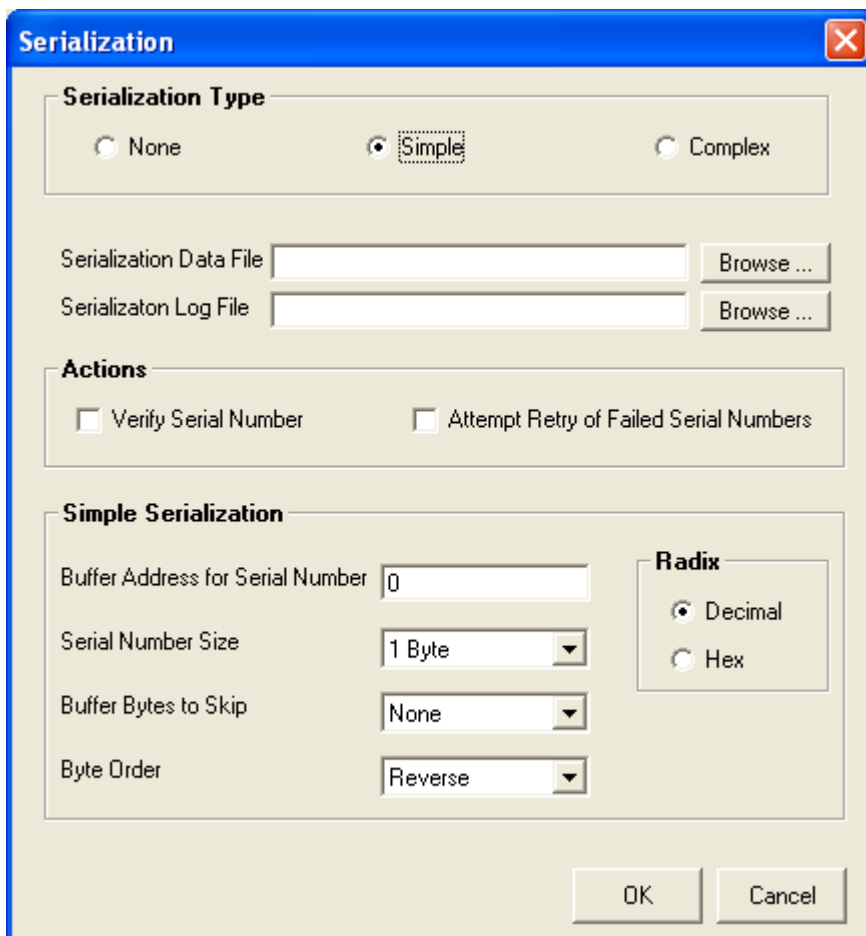 Serialization
Serialization Type
None Simple Complex
Serialization Data File Browse ...
Serializaton Log File Browse ...
Actions
Verify Serial Number Attempt Retry of Failed Serial Numbers
Simple Serialization
Buffer Address for Serial Number 0
Serial Number Size 1 Byte
Buffer Bytes to Skip None
Byte Order Reverse
Radix
Decimal
Hex
OK Cancel